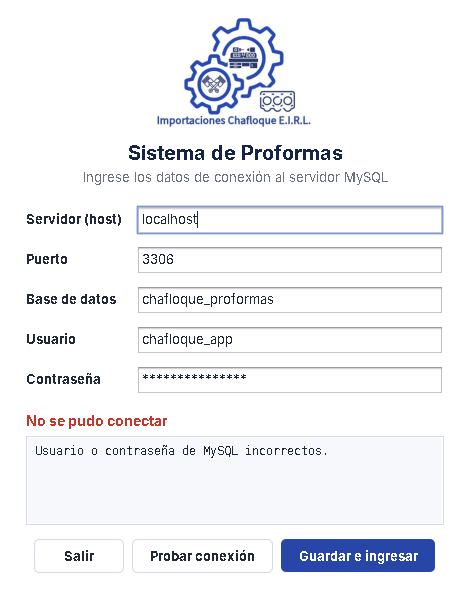 Importaciones Chafloque E.I.R.L.
Sistema de Proformas
Ingrese los datos de conexión al servidor MySQL
Servidor (host) localhost
Puerto 3306
Base de datos chafloque_proformas
Usuario chafloque_app
Contraseña ***************
No se pudo conectar
Usuario o contraseña de MySQL incorrectos.
Salir Probar conexión Guardar e ingresar